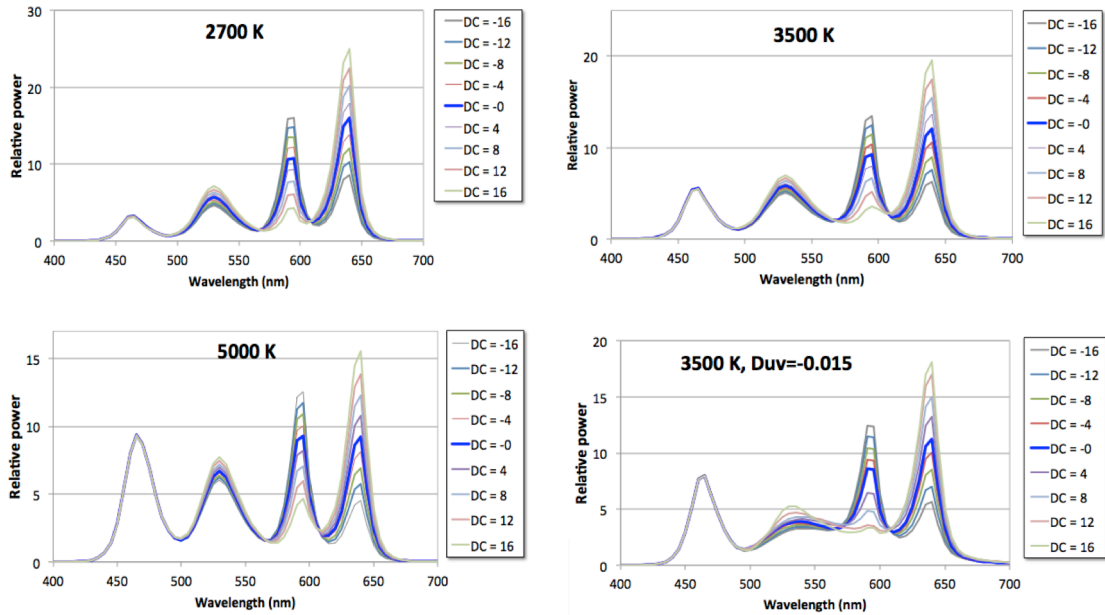 2700 K
Relative power
30
20
10
0
400 450 500 550 600 650 700
Wavelength (nm)
DC = -16
DC = -12
DC = -8
DC = -4
DC = -0
DC = 4
DC = 8
DC = 12
DC = 16
3500 K
Relative power
20
10
0
400 450 500 550 600 650 700
Wavelength (nm)
DC = -16
DC = -12
DC = -8
DC = -4
DC = -0
DC = 4
DC = 8
DC = 12
DC = 16
5000 K
Relative power
15
10
5
0
400 450 500 550 600 650 700
Wavelength (nm)
DC = -16
DC = -12
DC = -8
DC = -4
DC = -0
DC = 4
DC = 8
DC = 12
DC = 16
3500 K, Duv=-0.015
Relative power
20
15
10
5
0
400 450 500 550 600 650 700
Wavelength (nm)
DC = -16
DC = -12
DC = -8
DC = -4
DC = -0
DC = 4
DC = 8
DC = 12
DC = 16